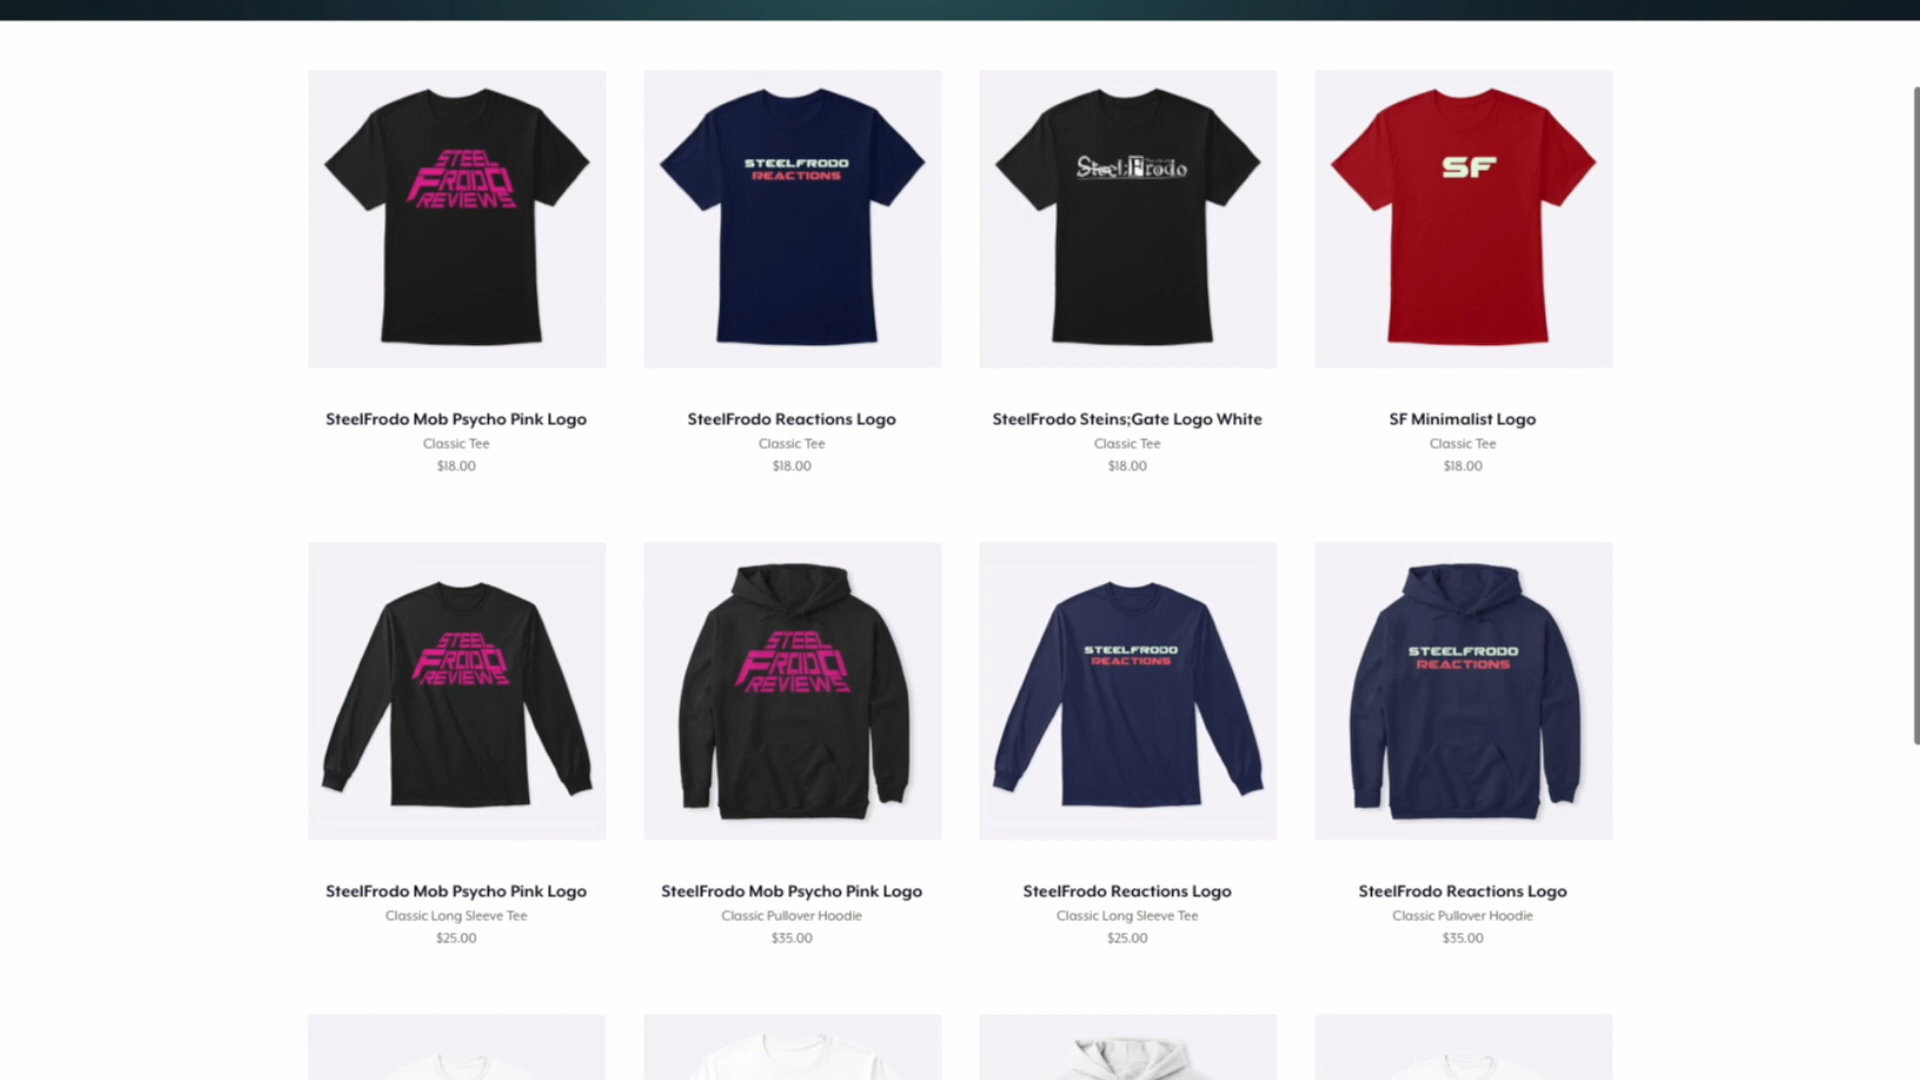 STEEL
FRODO
REVIEWS
STEELFRODO
REACTIONS
Steel;Frodo
SF
SteelFrodo Mob Psycho Pink Logo
Classic Tee
$18.00
SteelFrodo Reactions Logo
Classic Tee
$18.00
SteelFrodo Steins;Gate Logo White
Classic Tee
$18.00
SF Minimalist Logo
Classic Tee
$18.00
STEEL
FRODO
REVIEWS
STEEL
FRODO
REVIEWS
STEELFRODO
REACTIONS
STEELFRODO
REACTIONS
SteelFrodo Mob Psycho Pink Logo
Classic Long Sleeve Tee
$25.00
SteelFrodo Mob Psycho Pink Logo
Classic Pullover Hoodie
$35.00
SteelFrodo Reactions Logo
Classic Long Sleeve Tee
$25.00
SteelFrodo Reactions Logo
Classic Pullover Hoodie
$35.00